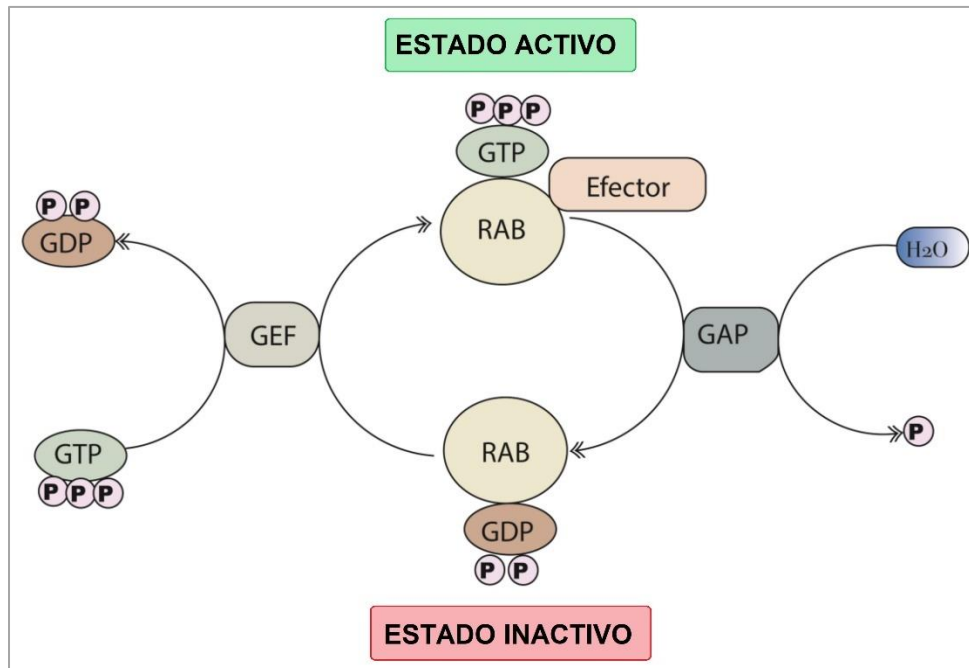 ESTADO ACTIVO
P P P
GTP
Efector
RAB
P P
GDP
H2O
GEF
GAP
P
RAB
GTP
P P P
GDP
P P
ESTADO INACTIVO